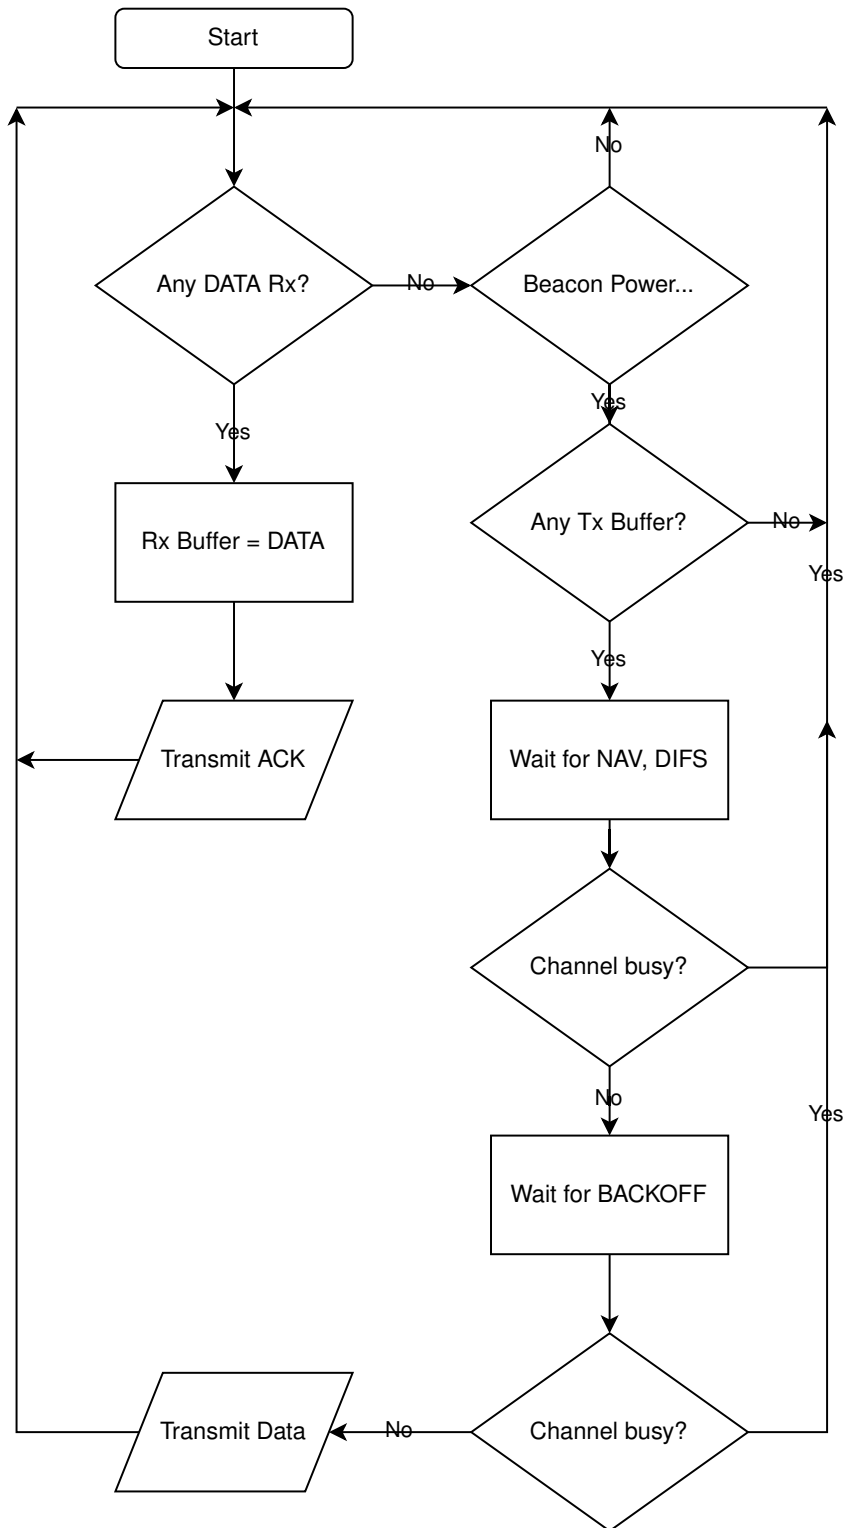 Start
No
Any DATA Rx?
No
Beacon Power...
Yes
Yes
Any Tx Buffer?
No
Rx Buffer = DATA
Yes
Yes
Transmit ACK
Wait for NAV, DIFS
Channel busy?
No
Yes
Wait for BACKOFF
Transmit Data
No
Channel busy?